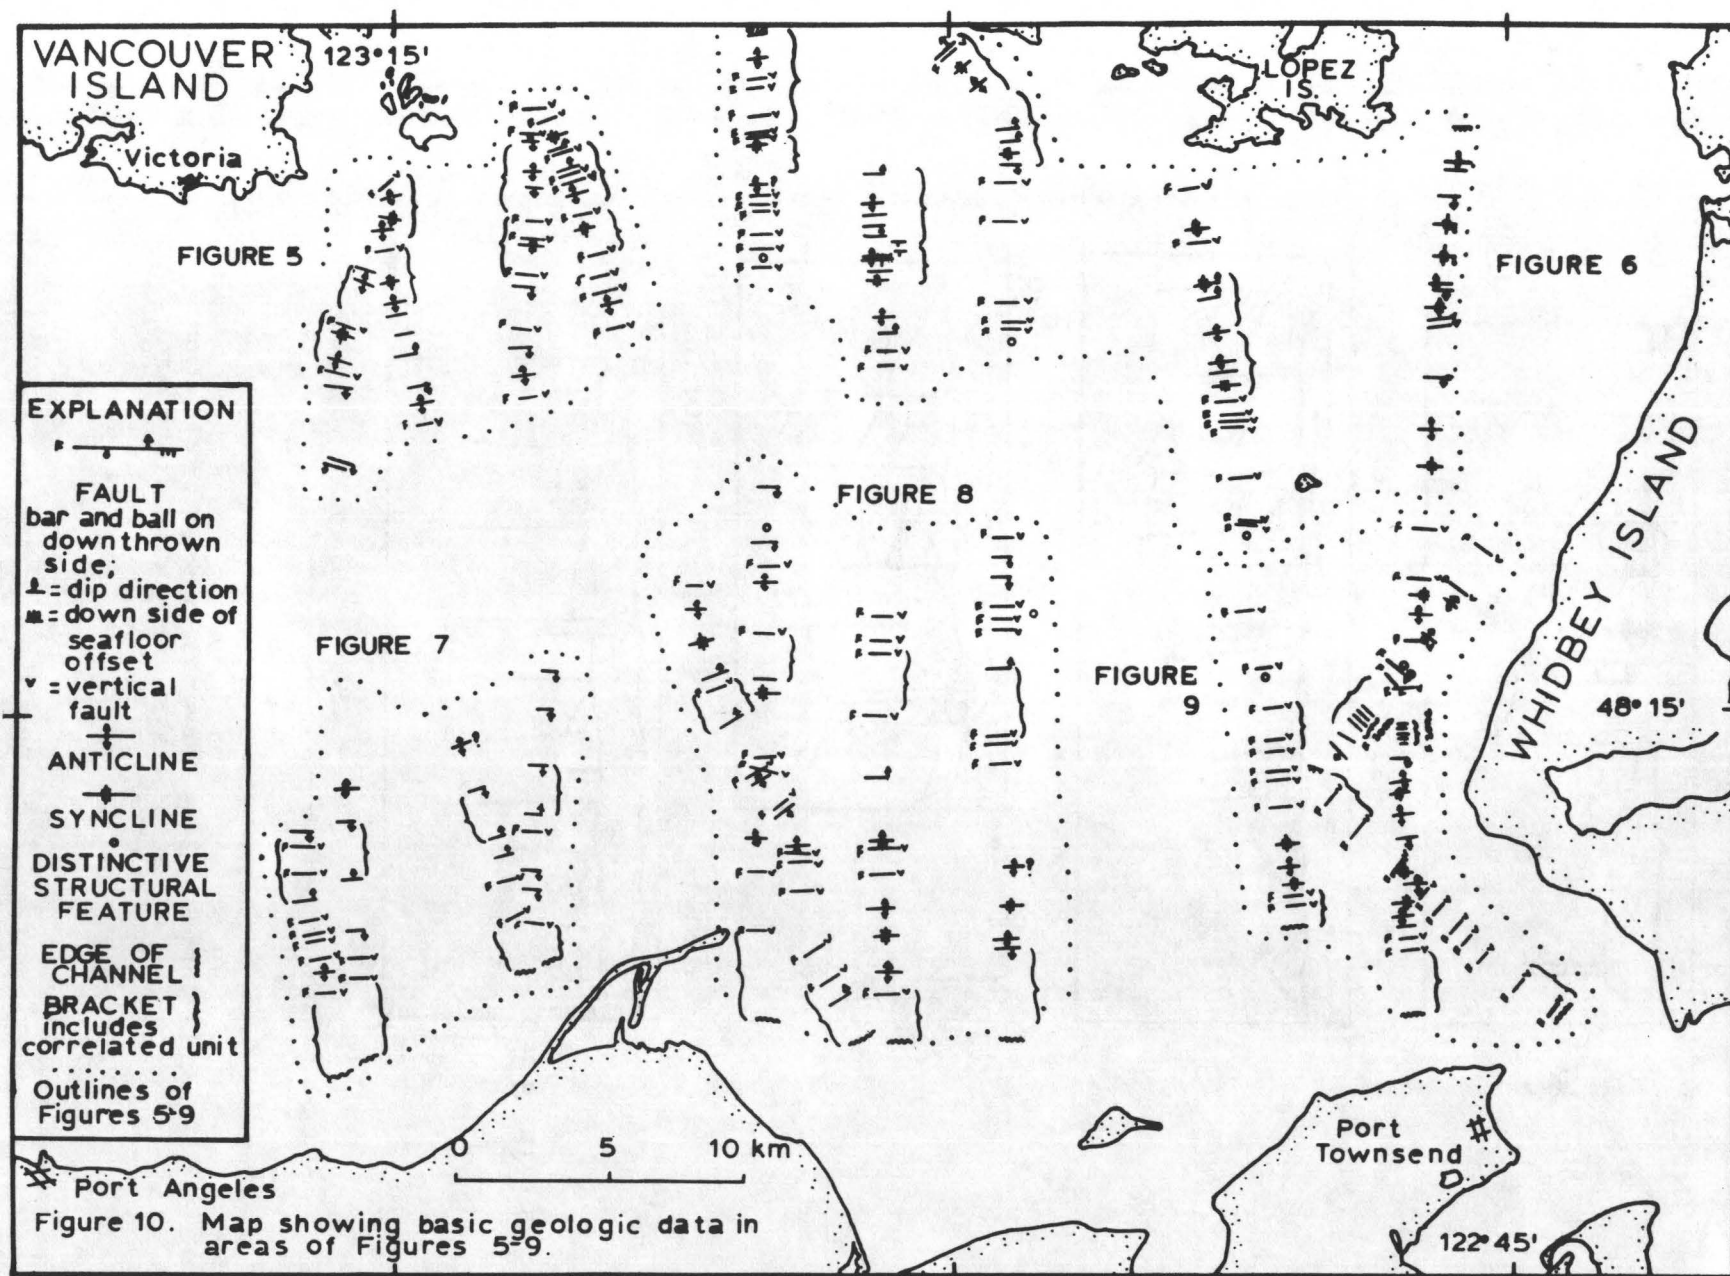 VANCOUVER
ISLAND
123°15'
Victoria
LOPEZ
IS.
FIGURE 5
FIGURE 6
EXPLANATION
F
FAULT
bar and ball on
down thrown
side;
= dip direction
= down side of
seafloor
offset
v = vertical
fault
ANTICLINE
SYNCLINE
DISTINCTIVE
STRUCTURAL
FEATURE
EDGE OF
CHANNEL
BRACKET
includes
correlated unit
Outlines of
Figures 5-9
FIGURE 8
FIGURE 7
FIGURE
9
WHIDBEY ISLAND
48° 15'
0 5 10 km
Port Angeles
Port
Townsend
122°45'
Figure 10. Map showing basic geologic data in
areas of Figures 5-9